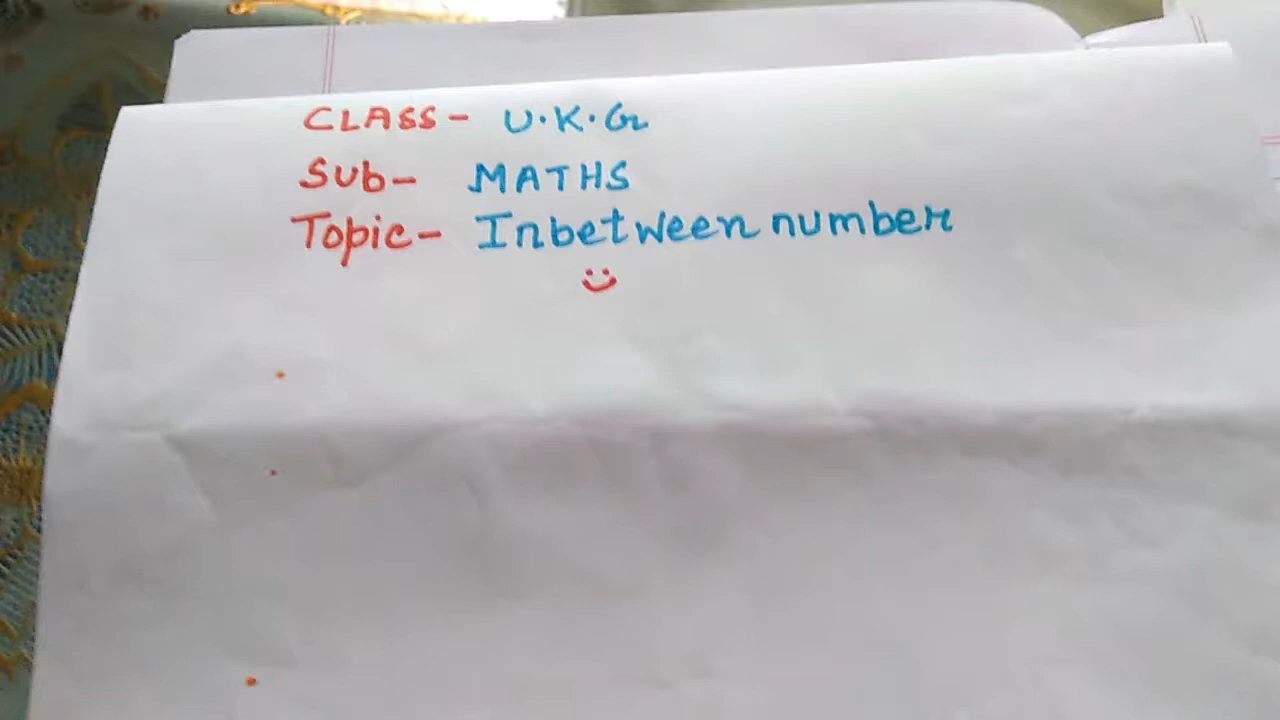 CLASS- U.K.G
Sub- MATHS
Topic- Inbetween number